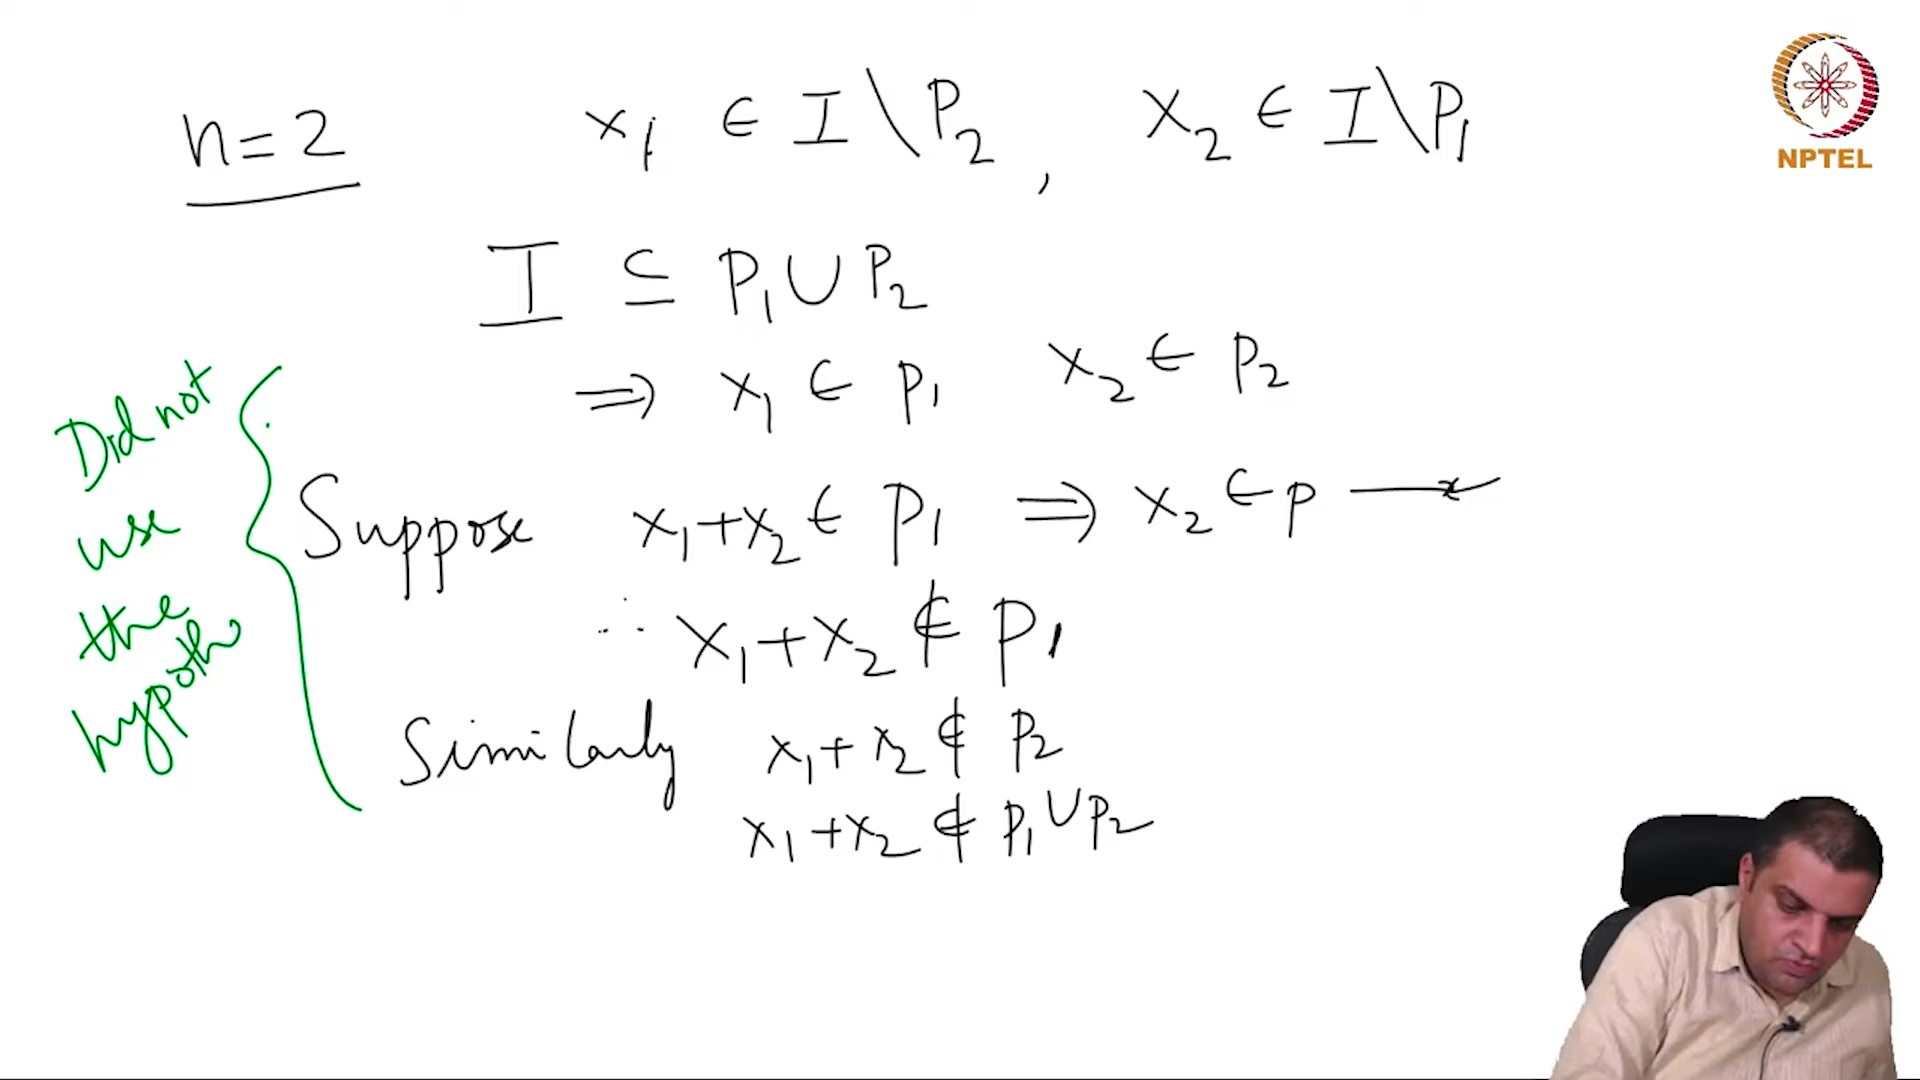 n=2 x₁ ∈ I \ P₂ , x₂ ∈ I \ P₁
I ⊆ P₁ ∪ P₂
⇒ x₁ ∈ P₁ x₂ ∈ P₂
Suppose x₁+x₂ ∈ P₁ ⇒ x₂ ∈ P
∴ x₁+x₂ ∉ P₁
Similarly x₁+x₂ ∉ P₂
x₁+x₂ ∉ P₁ ∪ P₂
Did not
use
the
hypoth
NPTEL